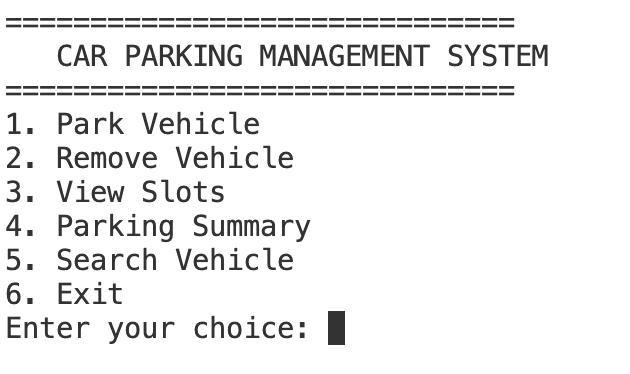 ==============================
   CAR PARKING MANAGEMENT SYSTEM
==============================
1. Park Vehicle
2. Remove Vehicle
3. View Slots
4. Parking Summary
5. Search Vehicle
6. Exit
Enter your choice: